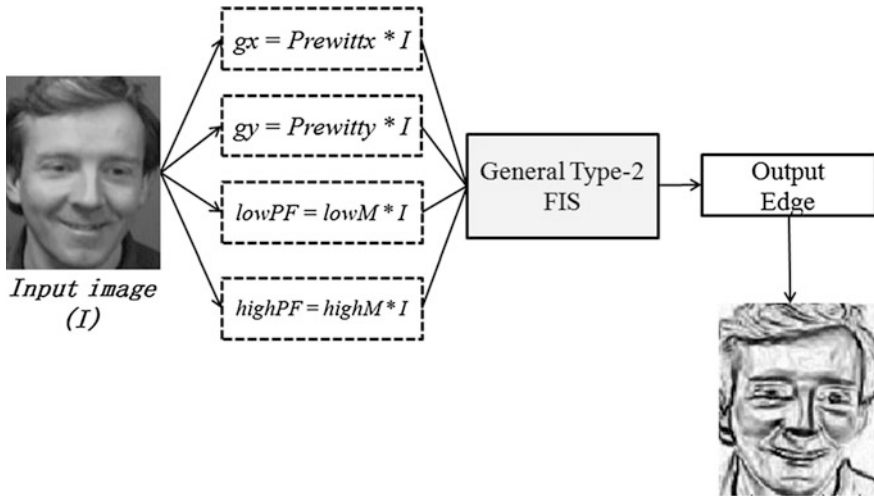 gx = Prewittx * I
gy = Prewitty * I
lowPF = lowM * I
highPF = highM * I
Input image
(I)
General Type-2
FIS
Output
Edge